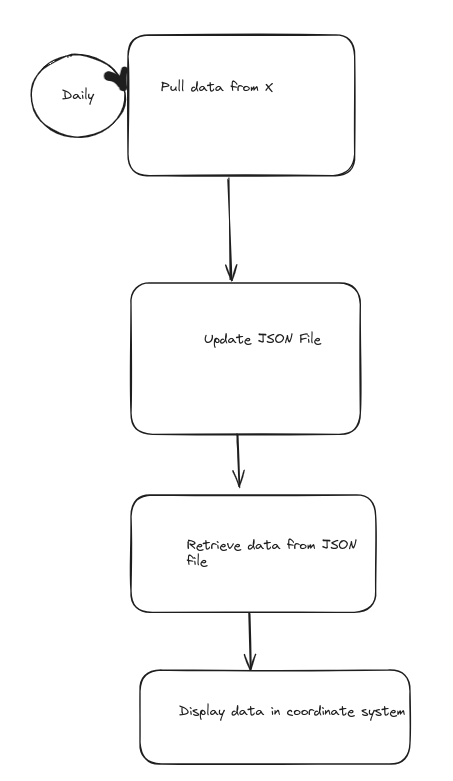 Daily
Pull data from X
Update JSON File
Retrieve data from JSON
file
Display data in coordinate system